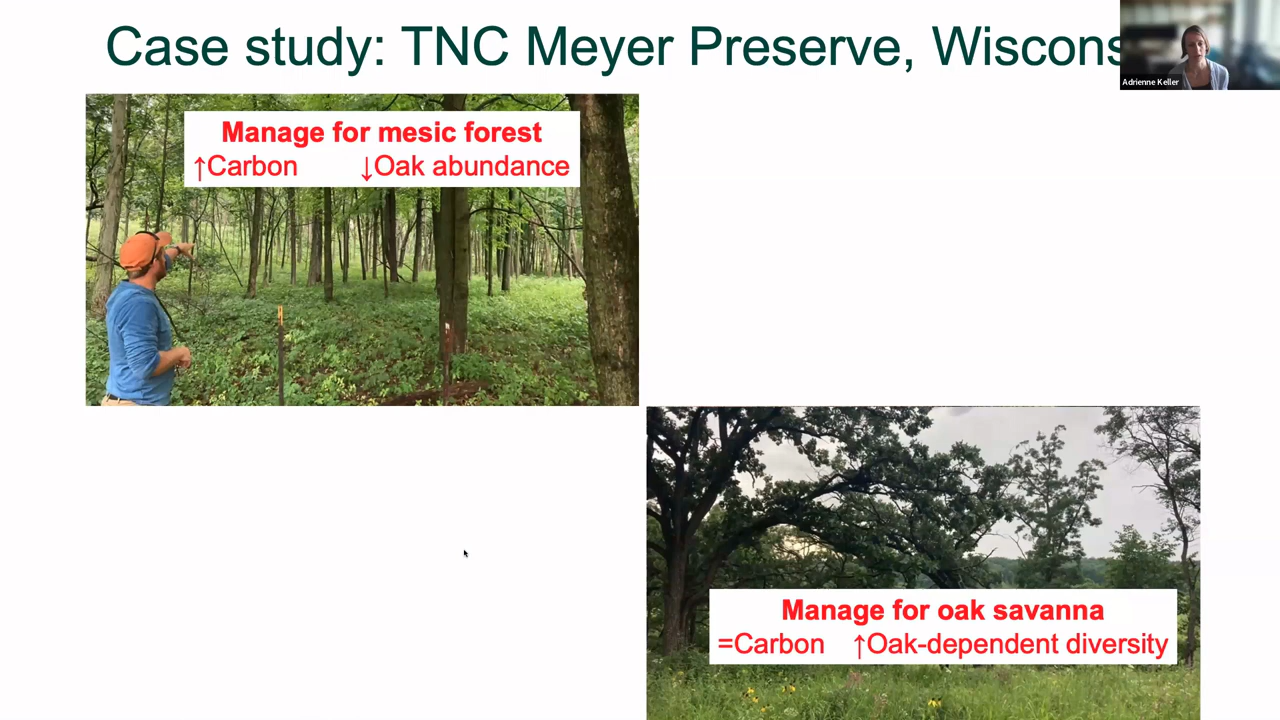 Case study: TNC Meyer Preserve, Wiscons
Adrienne Keller
Manage for mesic forest
↑Carbon ↓Oak abundance
Manage for oak savanna
=Carbon ↑Oak-dependent diversity